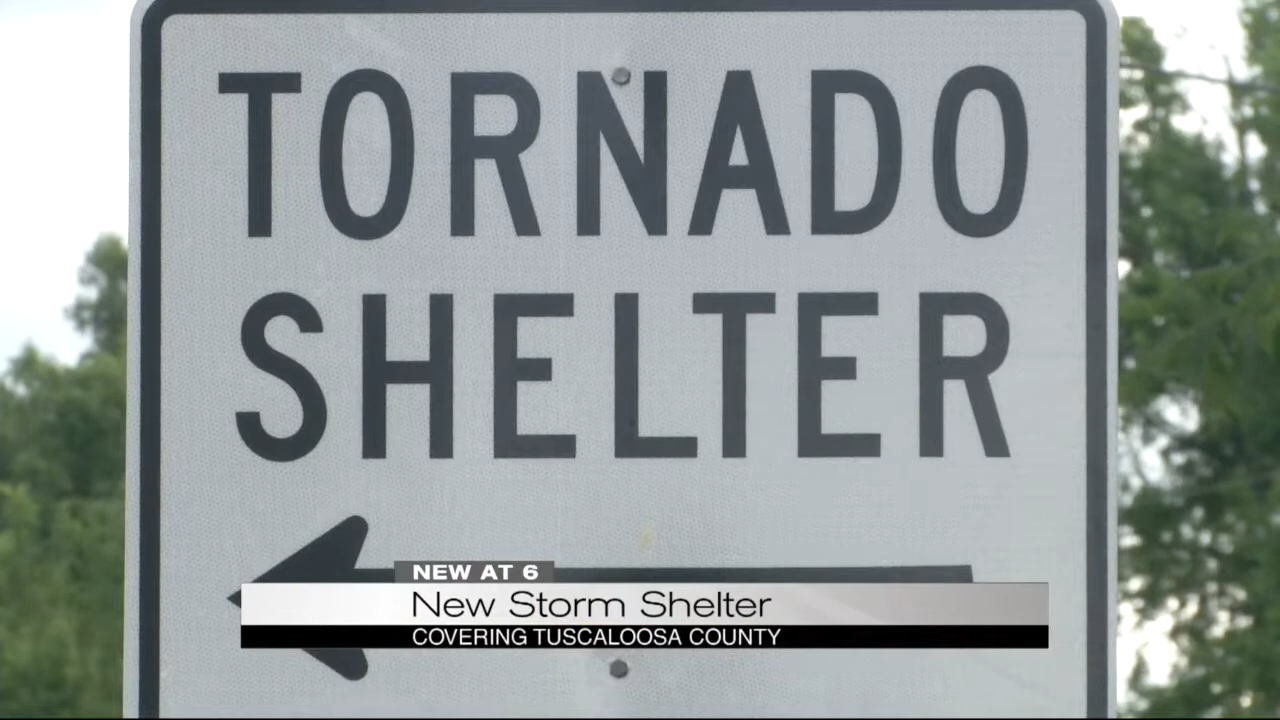 TORNADO
SHELTER
NEW AT 6
New Storm Shelter
COVERING TUSCALOOSA COUNTY